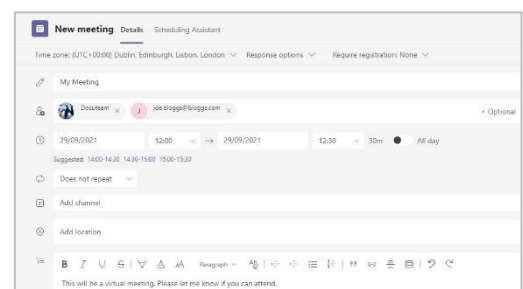 New meeting Details Scheduling Assistant
Time zone: (UTC+00:00) Dublin, Edinburgh, Lisbon, London Response options Require registration: None
My Meeting
Docuteam × J joe.bloggs@bloggs.com × + Optional
29/09/2021 12:00 → 29/09/2021 12:30 30m All day
Suggested: 14:00-14:30 14:30-15:00 15:00-15:30
Does not repeat
Add channel
Add location
B I U S A AA Paragraph
This will be a virtual meeting. Please let me know if you can attend.